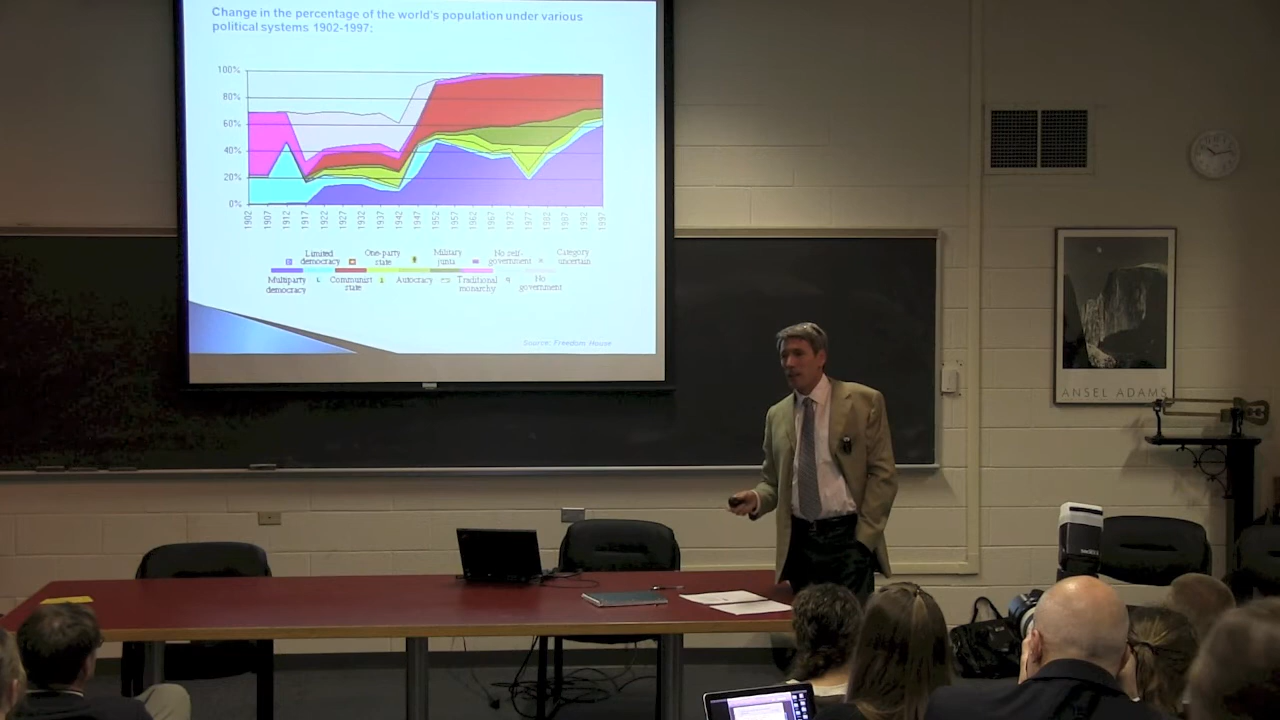 Change in the percentage of the world's population under various
political systems 1902-1997:
100%
80%
60%
40%
20%
0%
1902 1907 1912 1917 1922 1927 1932 1937 1942 1947 1952 1957 1962 1967 1972 1977 1982 1987 1992 1997
Limited One-party Military No self- Category
democracy state junta government uncertain
Multiparty Communist Autocracy Traditional No
democracy state monarchy government
Source: Freedom House
ANSEL ADAMS